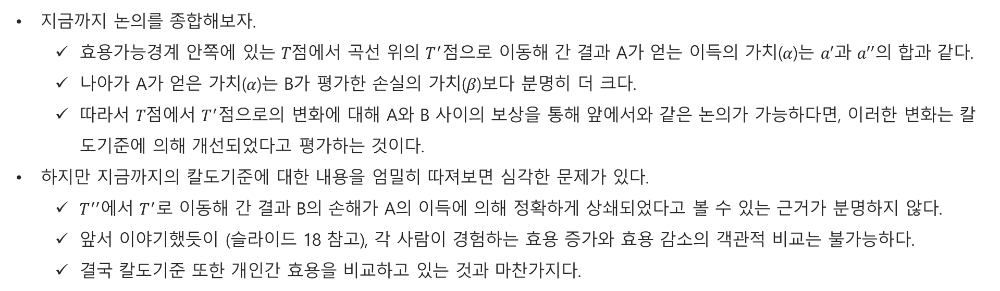 • 지금까지 논의를 종합해보자.
✓ 효용가능경계 안쪽에 있는 T점에서 곡선 위의 T′점으로 이동해 간 결과 A가 얻는 이득의 가치(α)는 a′과 a′′의 합과 같다.
✓ 나아가 A가 얻은 가치(α)는 B가 평가한 손실의 가치(β)보다 분명히 더 크다.
✓ 따라서 T점에서 T′점으로의 변화에 대해 A와 B 사이의 보상을 통해 앞에서와 같은 논의가 가능하다면, 이러한 변화는 칼
도기준에 의해 개선되었다고 평가하는 것이다.
• 하지만 지금까지의 칼도기준에 대한 내용을 엄밀히 따져보면 심각한 문제가 있다.
✓ T′′에서 T′로 이동해 간 결과 B의 손해가 A의 이득에 의해 정확하게 상쇄되었다고 볼 수 있는 근거가 분명하지 않다.
✓ 앞서 이야기했듯이 (슬라이드 18 참고), 각 사람이 경험하는 효용 증가와 효용 감소의 객관적 비교는 불가능하다.
✓ 결국 칼도기준 또한 개인간 효용을 비교하고 있는 것과 마찬가지다.